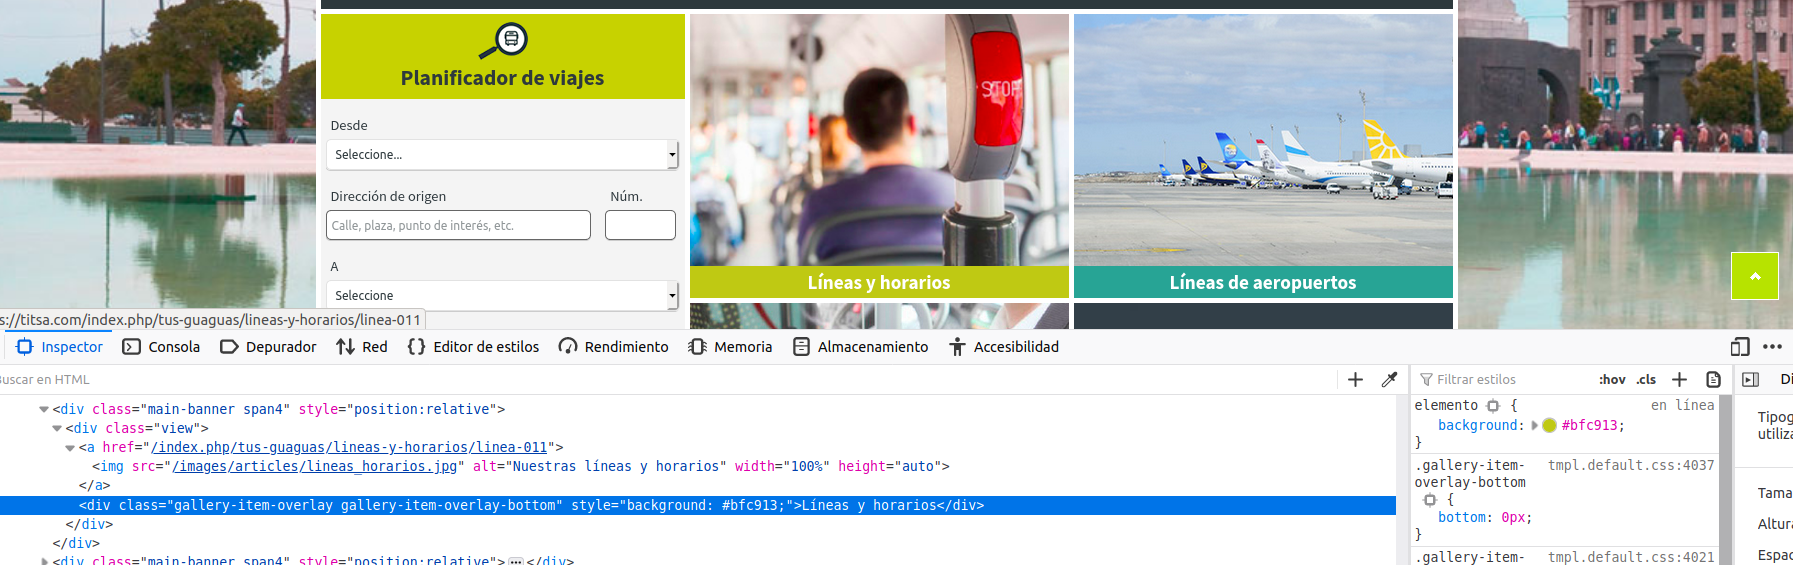 Planificador de viajes
Desde
Seleccione...
Dirección de origen Núm.
Calle, plaza, punto de interés, etc.
A
Seleccione
STOP
Líneas y horarios
Líneas de aeropuertos
s://titsa.com/index.php/tus-guaguas/lineas-y-horarios/linea-011
Inspector Consola Depurador Red Editor de estilos Rendimiento Memoria Almacenamiento Accesibilidad
Buscar en HTML
<div class="main-banner span4" style="position:relative">
<div class="view">
<a href="/index.php/tus-guaguas/lineas-y-horarios/linea-011">
<img src="/images/articles/lineas_horarios.jpg" alt="Nuestras líneas y horarios" width="100%" height="auto">
</a>
<div class="gallery-item-overlay gallery-item-overlay-bottom" style="background: #bfc913;">Líneas y horarios</div>
</div>
</div>
<div class="main-banner span4" style="position:relative"> ••• </div>
Filtrar estilos :hov .cls
elemento { en línea
background: #bfc913;
}
.gallery-item- tmpl.default.css:4037
overlay-bottom
{
bottom: 0px;
}
.gallery-item- tmpl.default.css:4021
Di
Tipog
utiliza
Tama
Altur
Espac